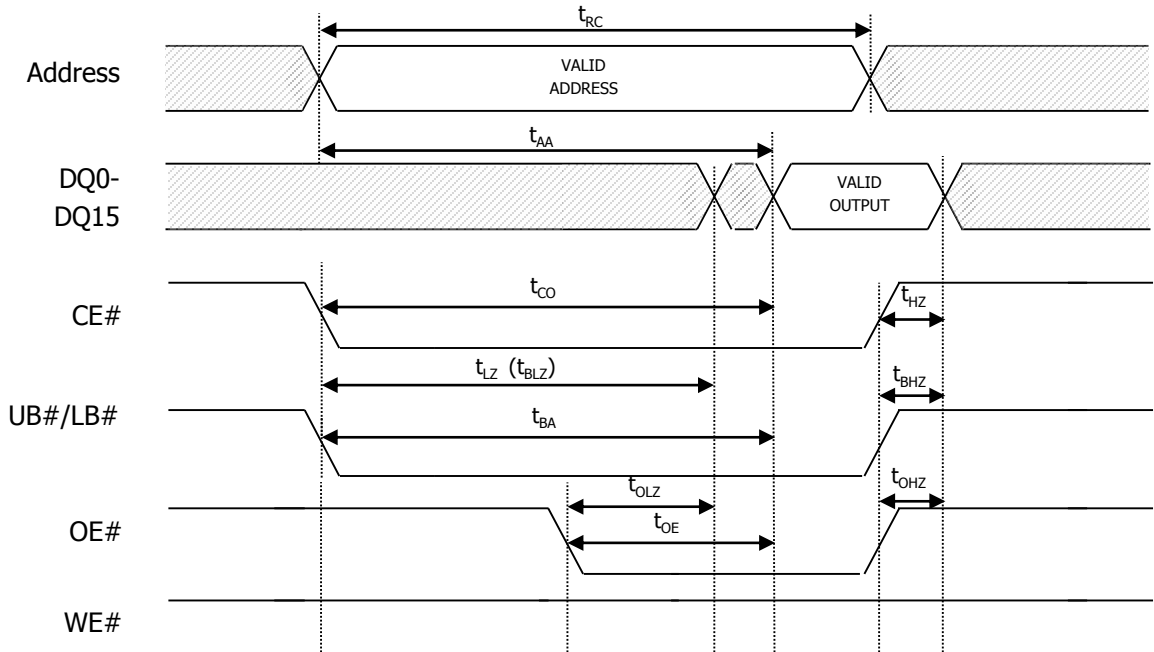 tRC
Address
VALID
ADDRESS
tAA
DQ0-
DQ15
VALID
OUTPUT
tCO
tHZ
CE#
tLZ (tBLZ)
tBHZ
UB#/LB#
tBA
tOLZ
tOHZ
OE#
tOE
WE#